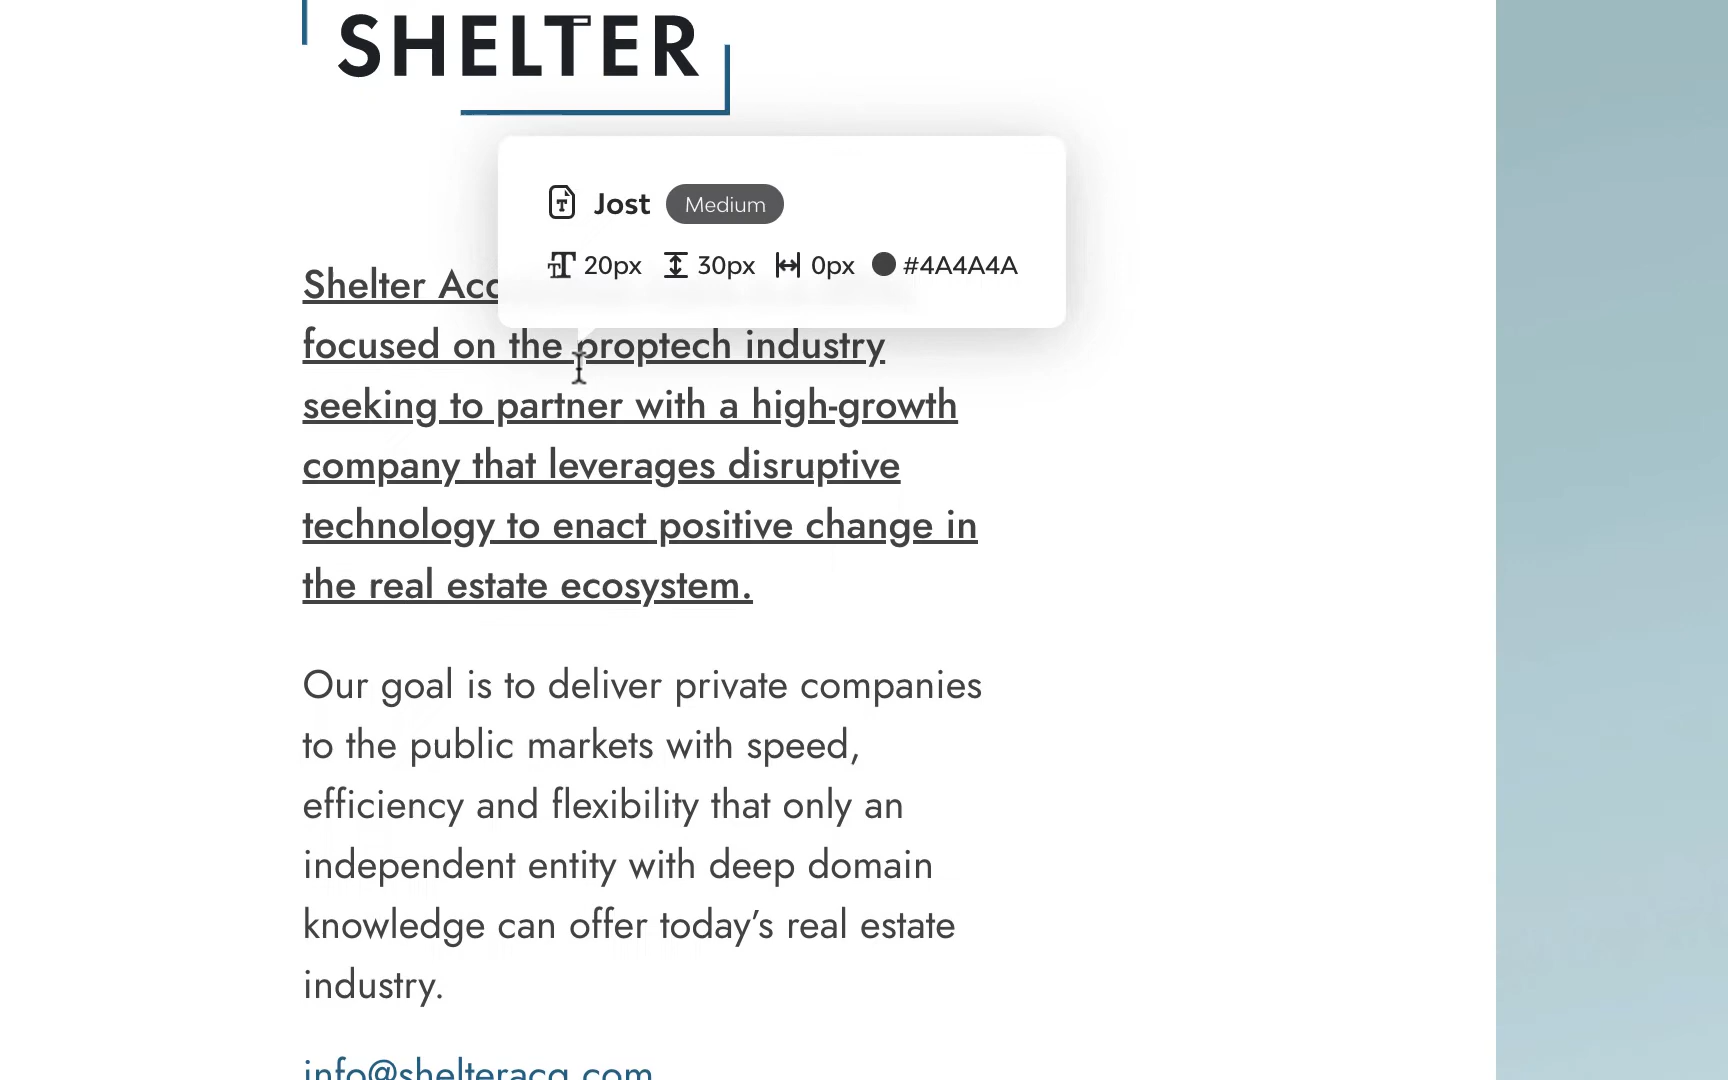 SHELTER
Jost Medium
20px 30px 0px #4A4A4A
Shelter Acq
focused on the proptech industry
seeking to partner with a high-growth
company that leverages disruptive
technology to enact positive change in
the real estate ecosystem.
Our goal is to deliver private companies
to the public markets with speed,
efficiency and flexibility that only an
independent entity with deep domain
knowledge can offer today’s real estate
industry.
info@shelteracq.com